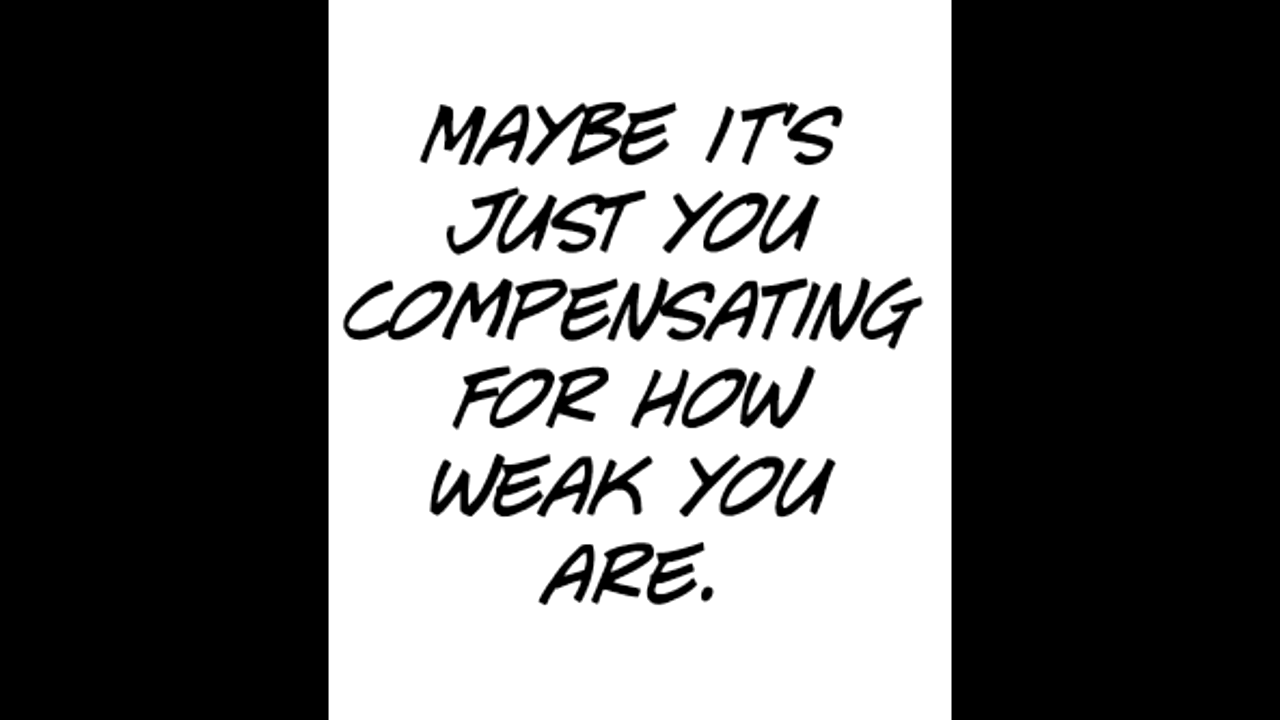 MAYBE IT'S
JUST YOU
COMPENSATING
FOR HOW
WEAK YOU
ARE.